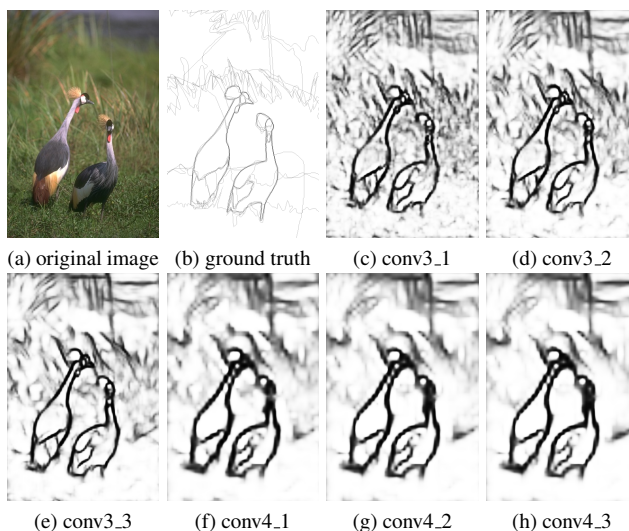 (a) original image (b) ground truth (c) conv3_1 (d) conv3_2
(e) conv3_3 (f) conv4_1 (g) conv4_2 (h) conv4_3